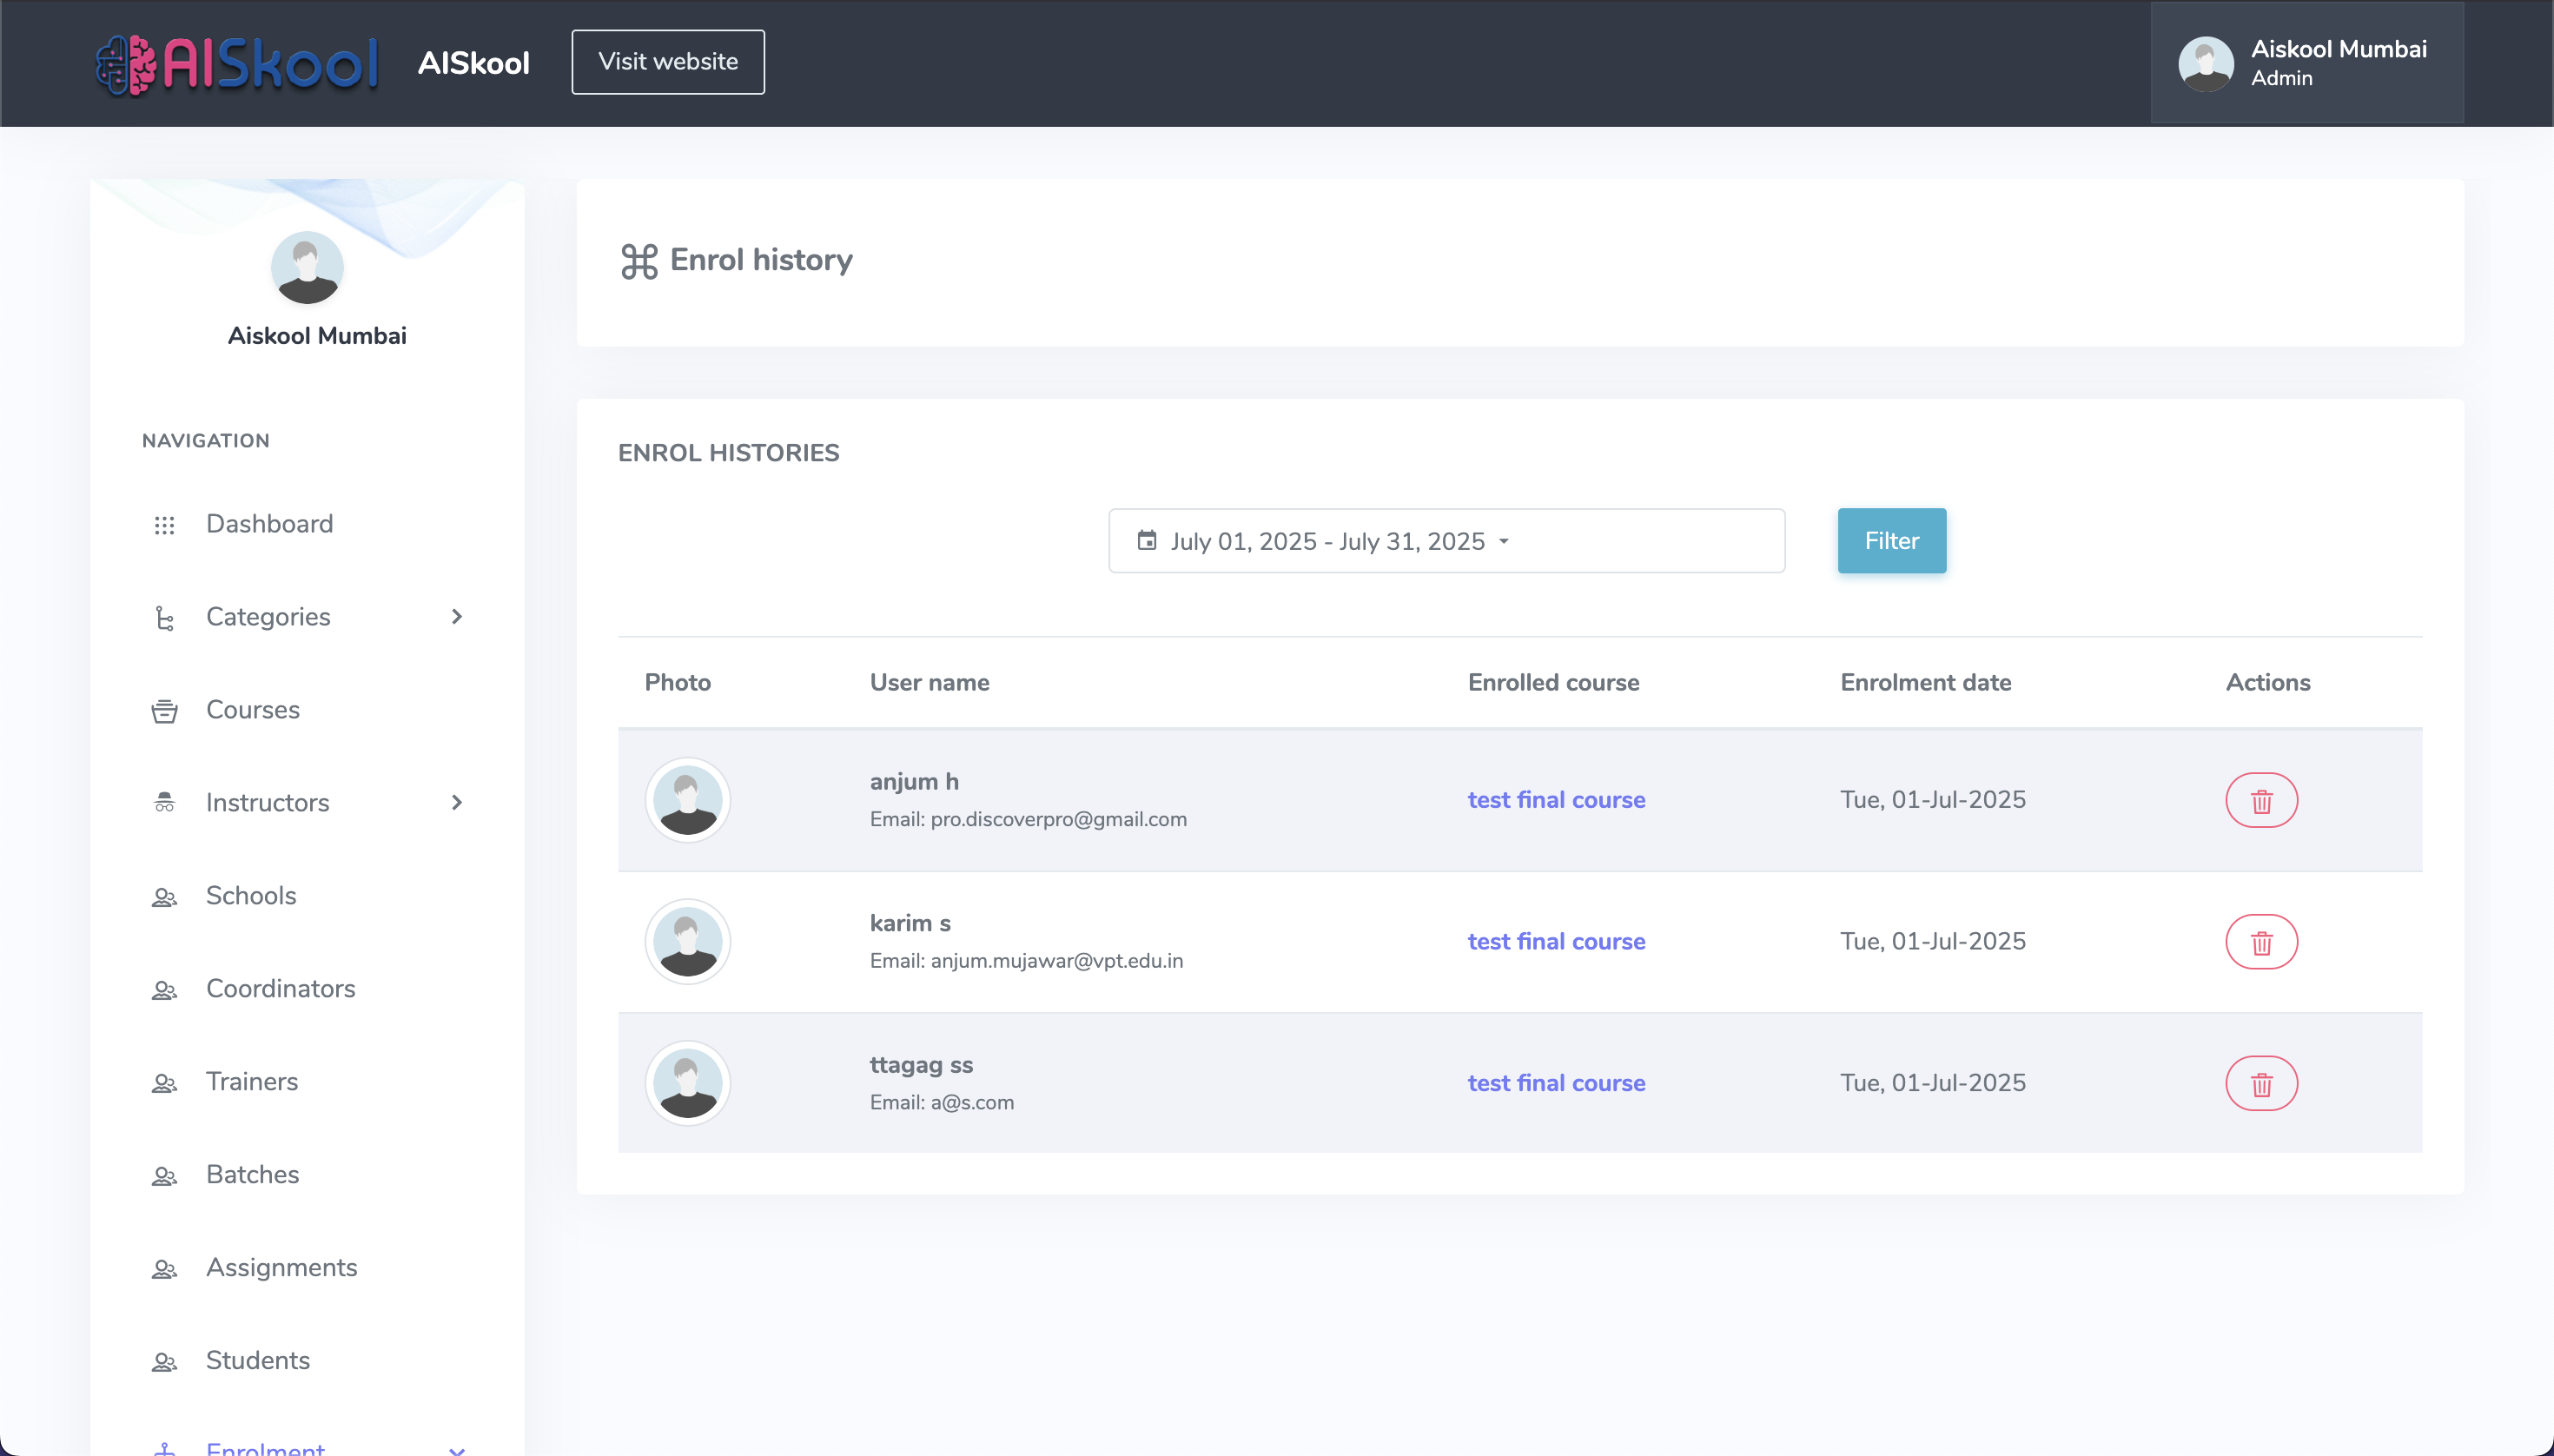 AISkool
AISkool
Visit website
Aiskool Mumbai
Admin
Aiskool Mumbai
NAVIGATION
Dashboard
Categories
Courses
Instructors
Schools
Coordinators
Trainers
Batches
Assignments
Students
Enrolment
Enrol history
ENROL HISTORIES
July 01, 2025 - July 31, 2025
Filter
Photo User name Enrolled course Enrolment date Actions
anjum h
Email: pro.discoverpro@gmail.com
test final course
Tue, 01-Jul-2025
karim s
Email: anjum.mujawar@vpt.edu.in
test final course
Tue, 01-Jul-2025
ttagag ss
Email: a@s.com
test final course
Tue, 01-Jul-2025